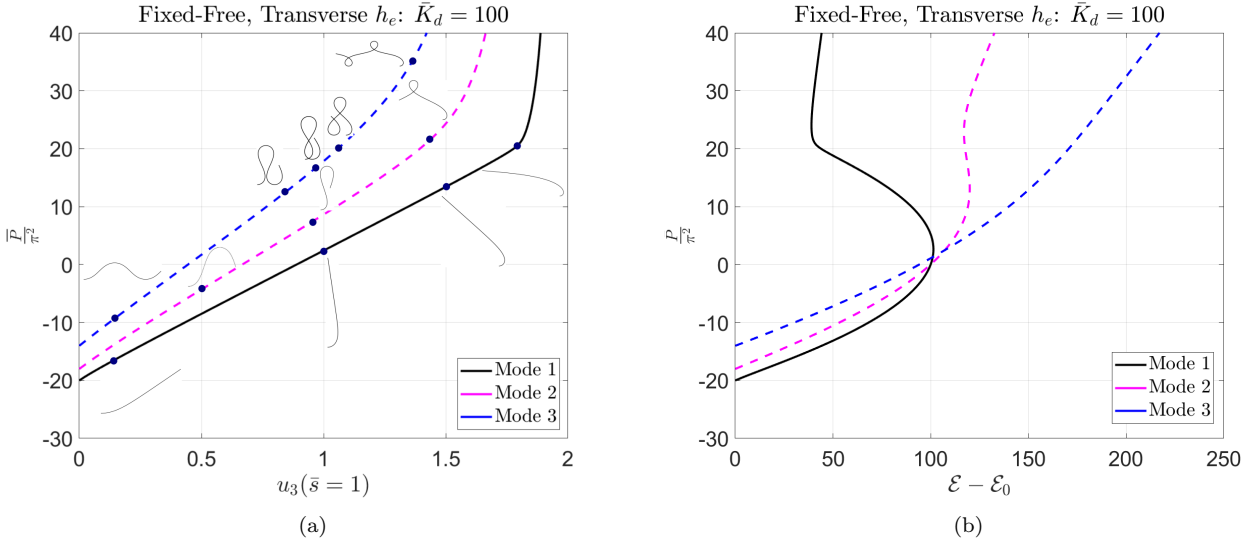 Fixed-Free, Transverse $h_e$: $\bar{K}_d = 100$
40
30
20
10
0
-10
-20
-30
$\frac{\overline{P}}{\pi^2}$
0
0.5
1
1.5
2
$u_3(\bar{s} = 1)$
Mode 1
Mode 2
Mode 3
(a)
Fixed-Free, Transverse $h_e$: $\bar{K}_d = 100$
40
30
20
10
0
-10
-20
-30
$\frac{P}{\pi^2}$
0
50
100
150
200
250
$\mathcal{E} - \mathcal{E}_0$
Mode 1
Mode 2
Mode 3
(b)